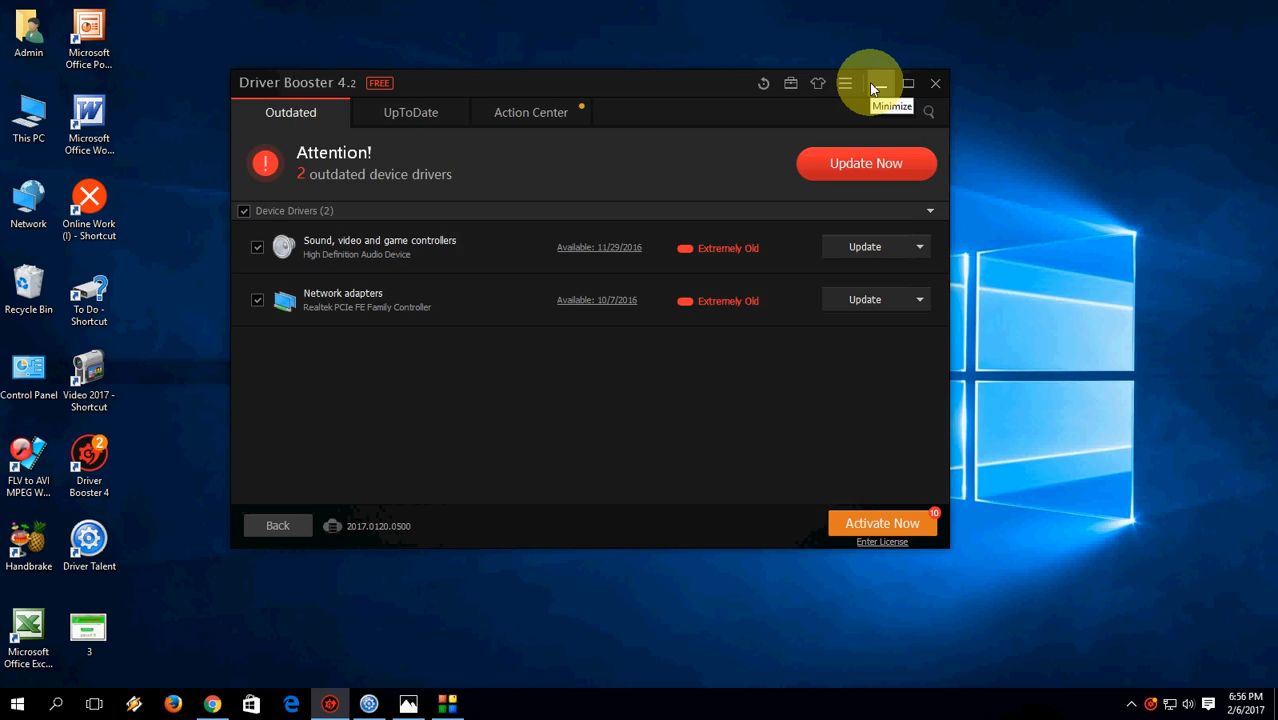 Admin
Microsoft
Office Po...
This PC
Microsoft
Office Wo...
Network
Online Work
(I) - Shortcut
Recycle Bin
To Do -
Shortcut
Control Panel
Video 2017 -
Shortcut
FLV to AVI
MPEG W...
2
Driver
Booster 4
Handbrake
Driver Talent
Microsoft
Office Exc...
3
Driver Booster 4.2 FREE
Minimize
Outdated UpToDate Action Center
Attention!
2 outdated device drivers
Update Now
Device Drivers (2)
Sound, video and game controllers
High Definition Audio Device
Available: 11/29/2016
Extremely Old
Update
Network adapters
Realtek PCIe FE Family Controller
Available: 10/7/2016
Extremely Old
Update
Back
2017.0120.0500
Activate Now
10
Enter License
6:56 PM
2/6/2017